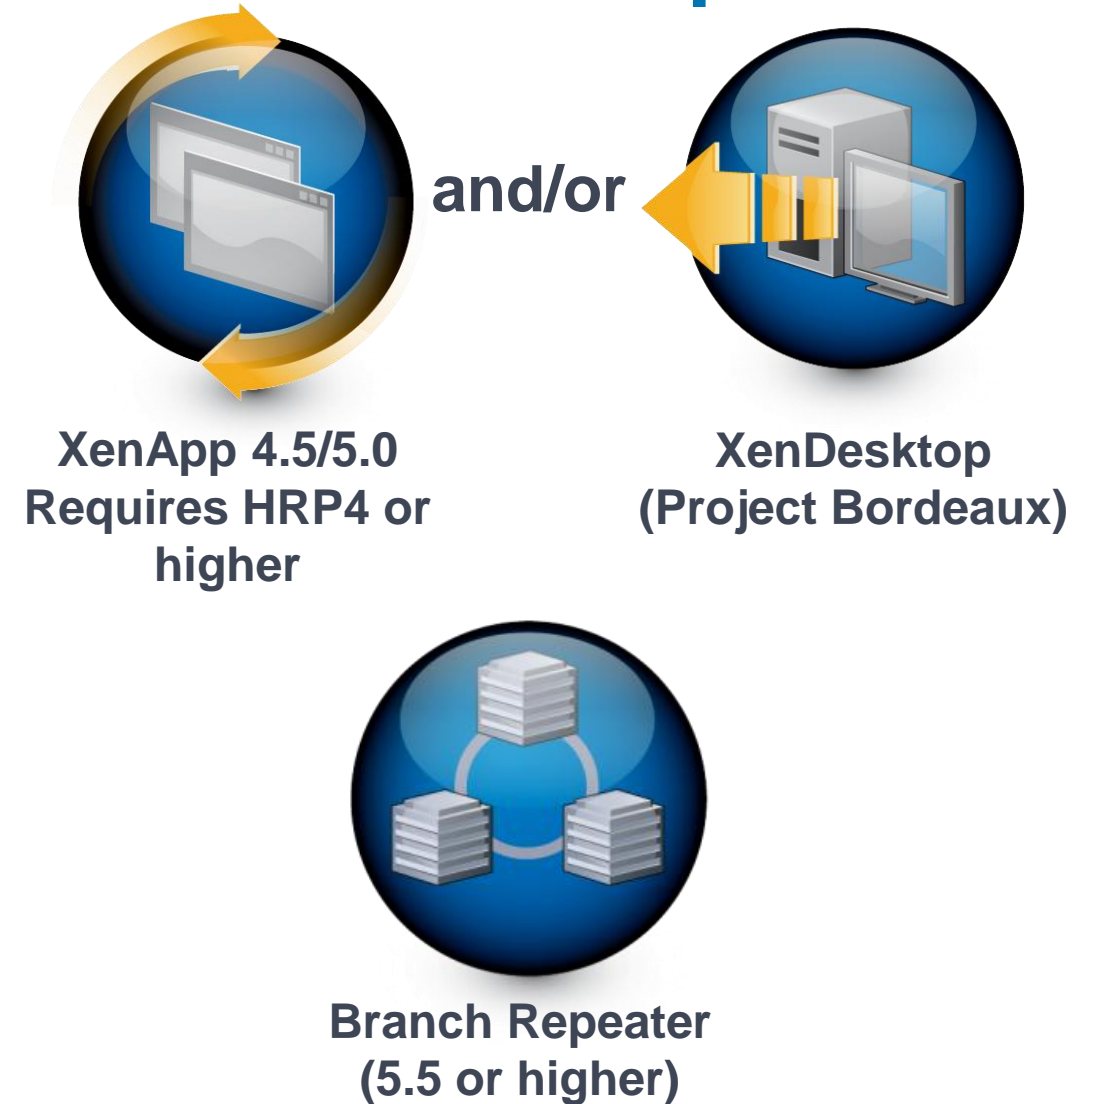 and/or
XenApp 4.5/5.0
Requires HRP4 or
higher
XenDesktop
(Project Bordeaux)
Branch Repeater
(5.5 or higher)